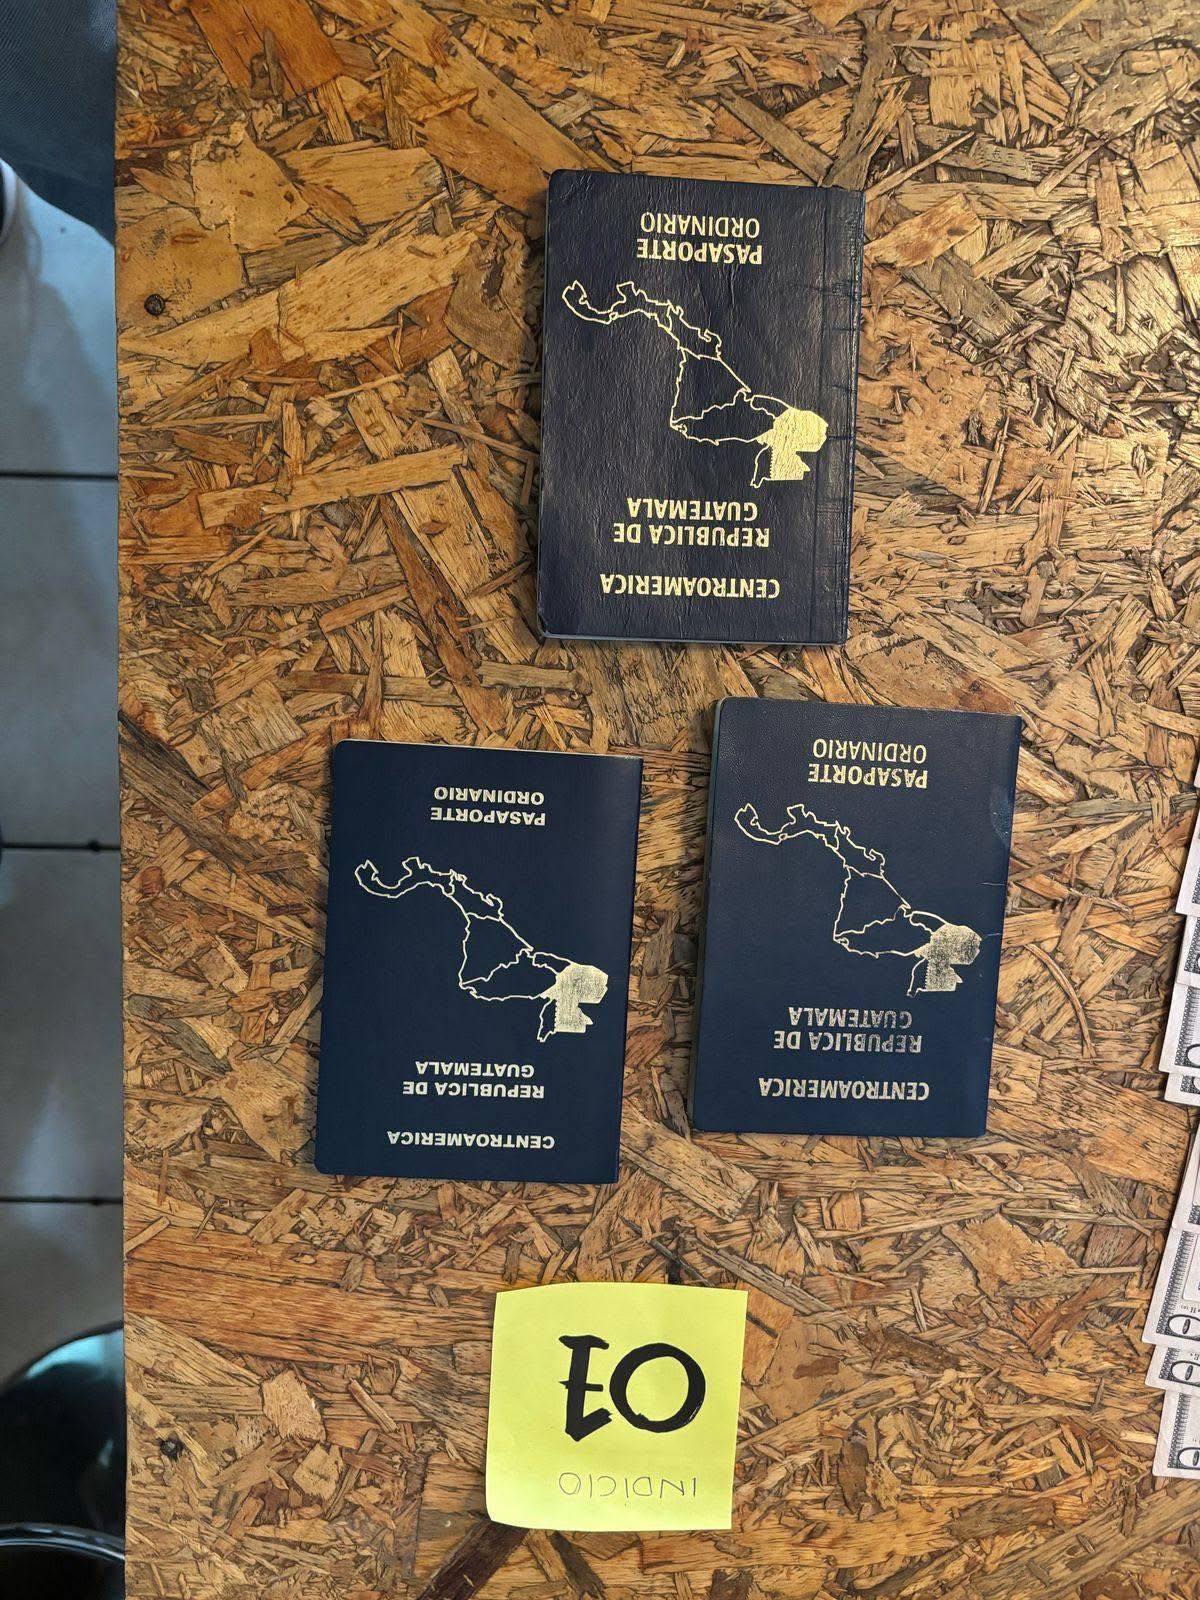 INDICIO
01
CENTROAMERICA
REPUBLICA DE
GUATEMALA
PASAPORTE
ORDINARIO
CENTROAMERICA
REPUBLICA DE
GUATEMALA
PASAPORTE
ORDINARIO
CENTROAMERICA
REPUBLICA DE
GUATEMALA
PASAPORTE
ORDINARIO